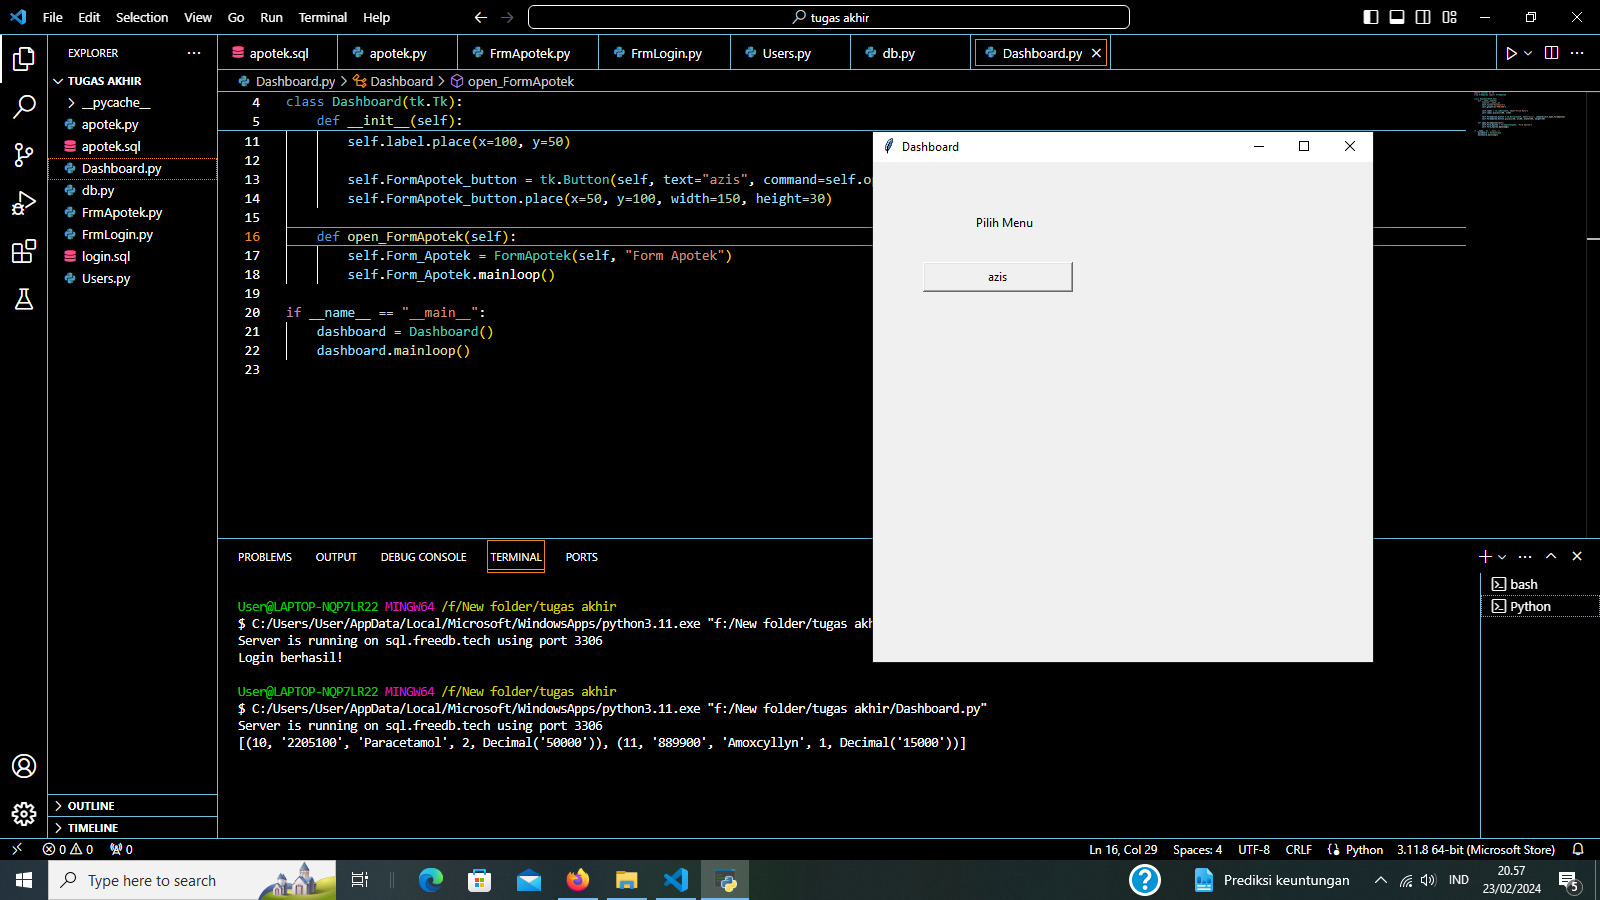 File Edit Selection View Go Run Terminal Help
tugas akhir
EXPLORER
TUGAS AKHIR
__pycache__
apotek.py
apotek.sql
Dashboard.py
db.py
FrmApotek.py
FrmLogin.py
login.sql
Users.py
OUTLINE
TIMELINE
apotek.sql apotek.py FrmApotek.py FrmLogin.py Users.py db.py Dashboard.py
Dashboard.py > Dashboard > open_FormApotek
4 class Dashboard(tk.Tk):
5 def __init__(self):
11 self.label.place(x=100, y=50)
12
13 self.FormApotek_button = tk.Button(self, text="azis", command=self.o
14 self.FormApotek_button.place(x=50, y=100, width=150, height=30)
15
16 def open_FormApotek(self):
17 self.Form_Apotek = FormApotek(self, "Form Apotek")
18 self.Form_Apotek.mainloop()
19
20 if __name__ == "__main__":
21 dashboard = Dashboard()
22 dashboard.mainloop()
23
Dashboard
Pilih Menu
azis
PROBLEMS OUTPUT DEBUG CONSOLE TERMINAL PORTS
User@LAPTOP-NQP7LR22 MINGW64 /f/New folder/tugas akhir
$ C:/Users/User/AppData/Local/Microsoft/WindowsApps/python3.11.exe "f:/New folder/tugas akh
Server is running on sql.freedb.tech using port 3306
Login berhasil!
User@LAPTOP-NQP7LR22 MINGW64 /f/New folder/tugas akhir
$ C:/Users/User/AppData/Local/Microsoft/WindowsApps/python3.11.exe "f:/New folder/tugas akhir/Dashboard.py"
Server is running on sql.freedb.tech using port 3306
[(10, '2205100', 'Paracetamol', 2, Decimal('50000')), (11, '889900', 'Amoxcyllyn', 1, Decimal('15000'))]
bash
Python
0 0 0
Ln 16, Col 29 Spaces: 4 UTF-8 CRLF Python 3.11.8 64-bit (Microsoft Store)
Type here to search
Prediksi keuntungan
IND
20.57
23/02/2024
5